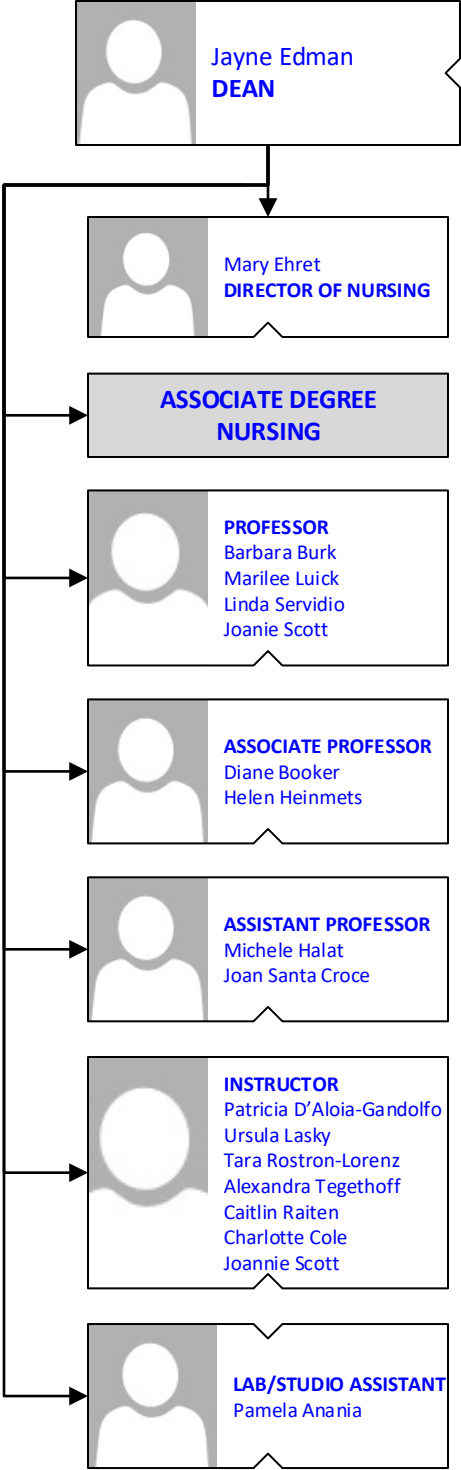 Jayne Edman
DEAN
Mary Ehret
DIRECTOR OF NURSING
ASSOCIATE DEGREE
NURSING
PROFESSOR
Barbara Burk
Marilee Luick
Linda Servidio
Joanie Scott
ASSOCIATE PROFESSOR
Diane Booker
Helen Heinmets
ASSISTANT PROFESSOR
Michele Halat
Joan Santa Croce
INSTRUCTOR
Patricia D’Aloia-Gandolfo
Ursula Lasky
Tara Rostron-Lorenz
Alexandra Tegethoff
Caitlin Raiten
Charlotte Cole
Joannie Scott
LAB/STUDIO ASSISTANT
Pamela Anania